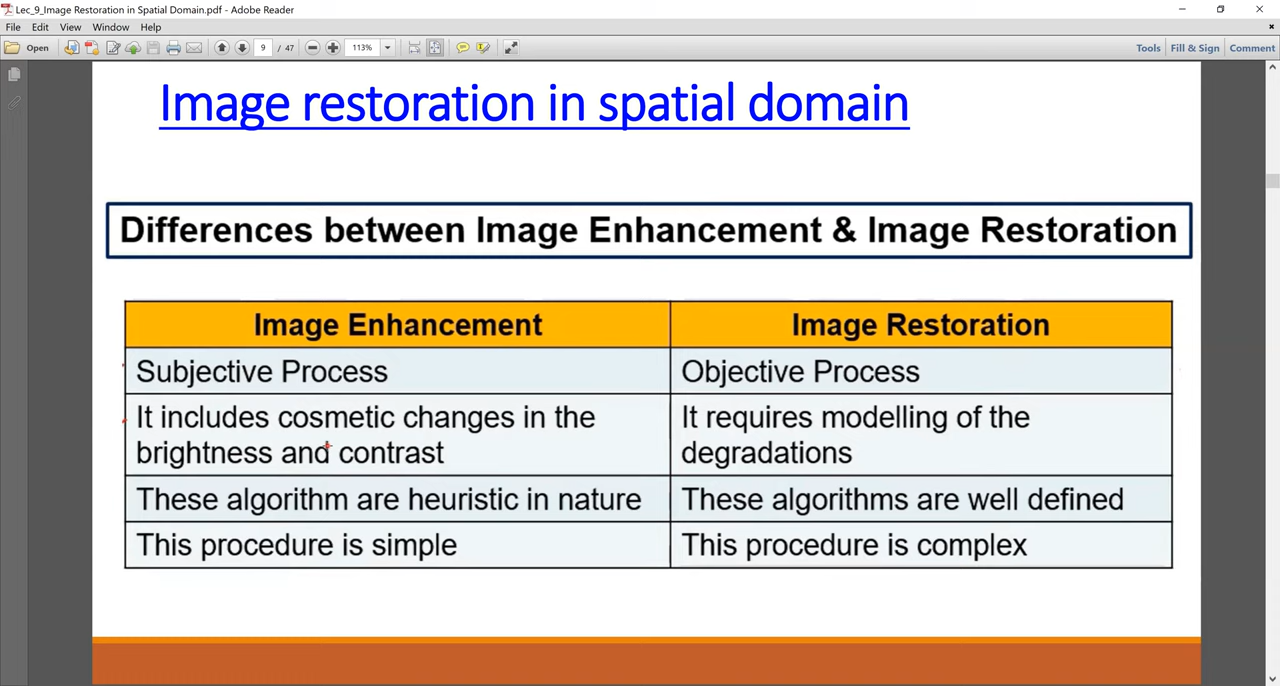 Lec_9_Image Restoration in Spatial Domain.pdf - Adobe Reader
File Edit View Window Help
Open 9 / 47 113% Tools Fill & Sign Comment
Image restoration in spatial domain
Differences between Image Enhancement & Image Restoration
Image Enhancement Image Restoration
Subjective Process Objective Process
It includes cosmetic changes in the It requires modelling of the
brightness and contrast degradations
These algorithm are heuristic in nature These algorithms are well defined
This procedure is simple This procedure is complex